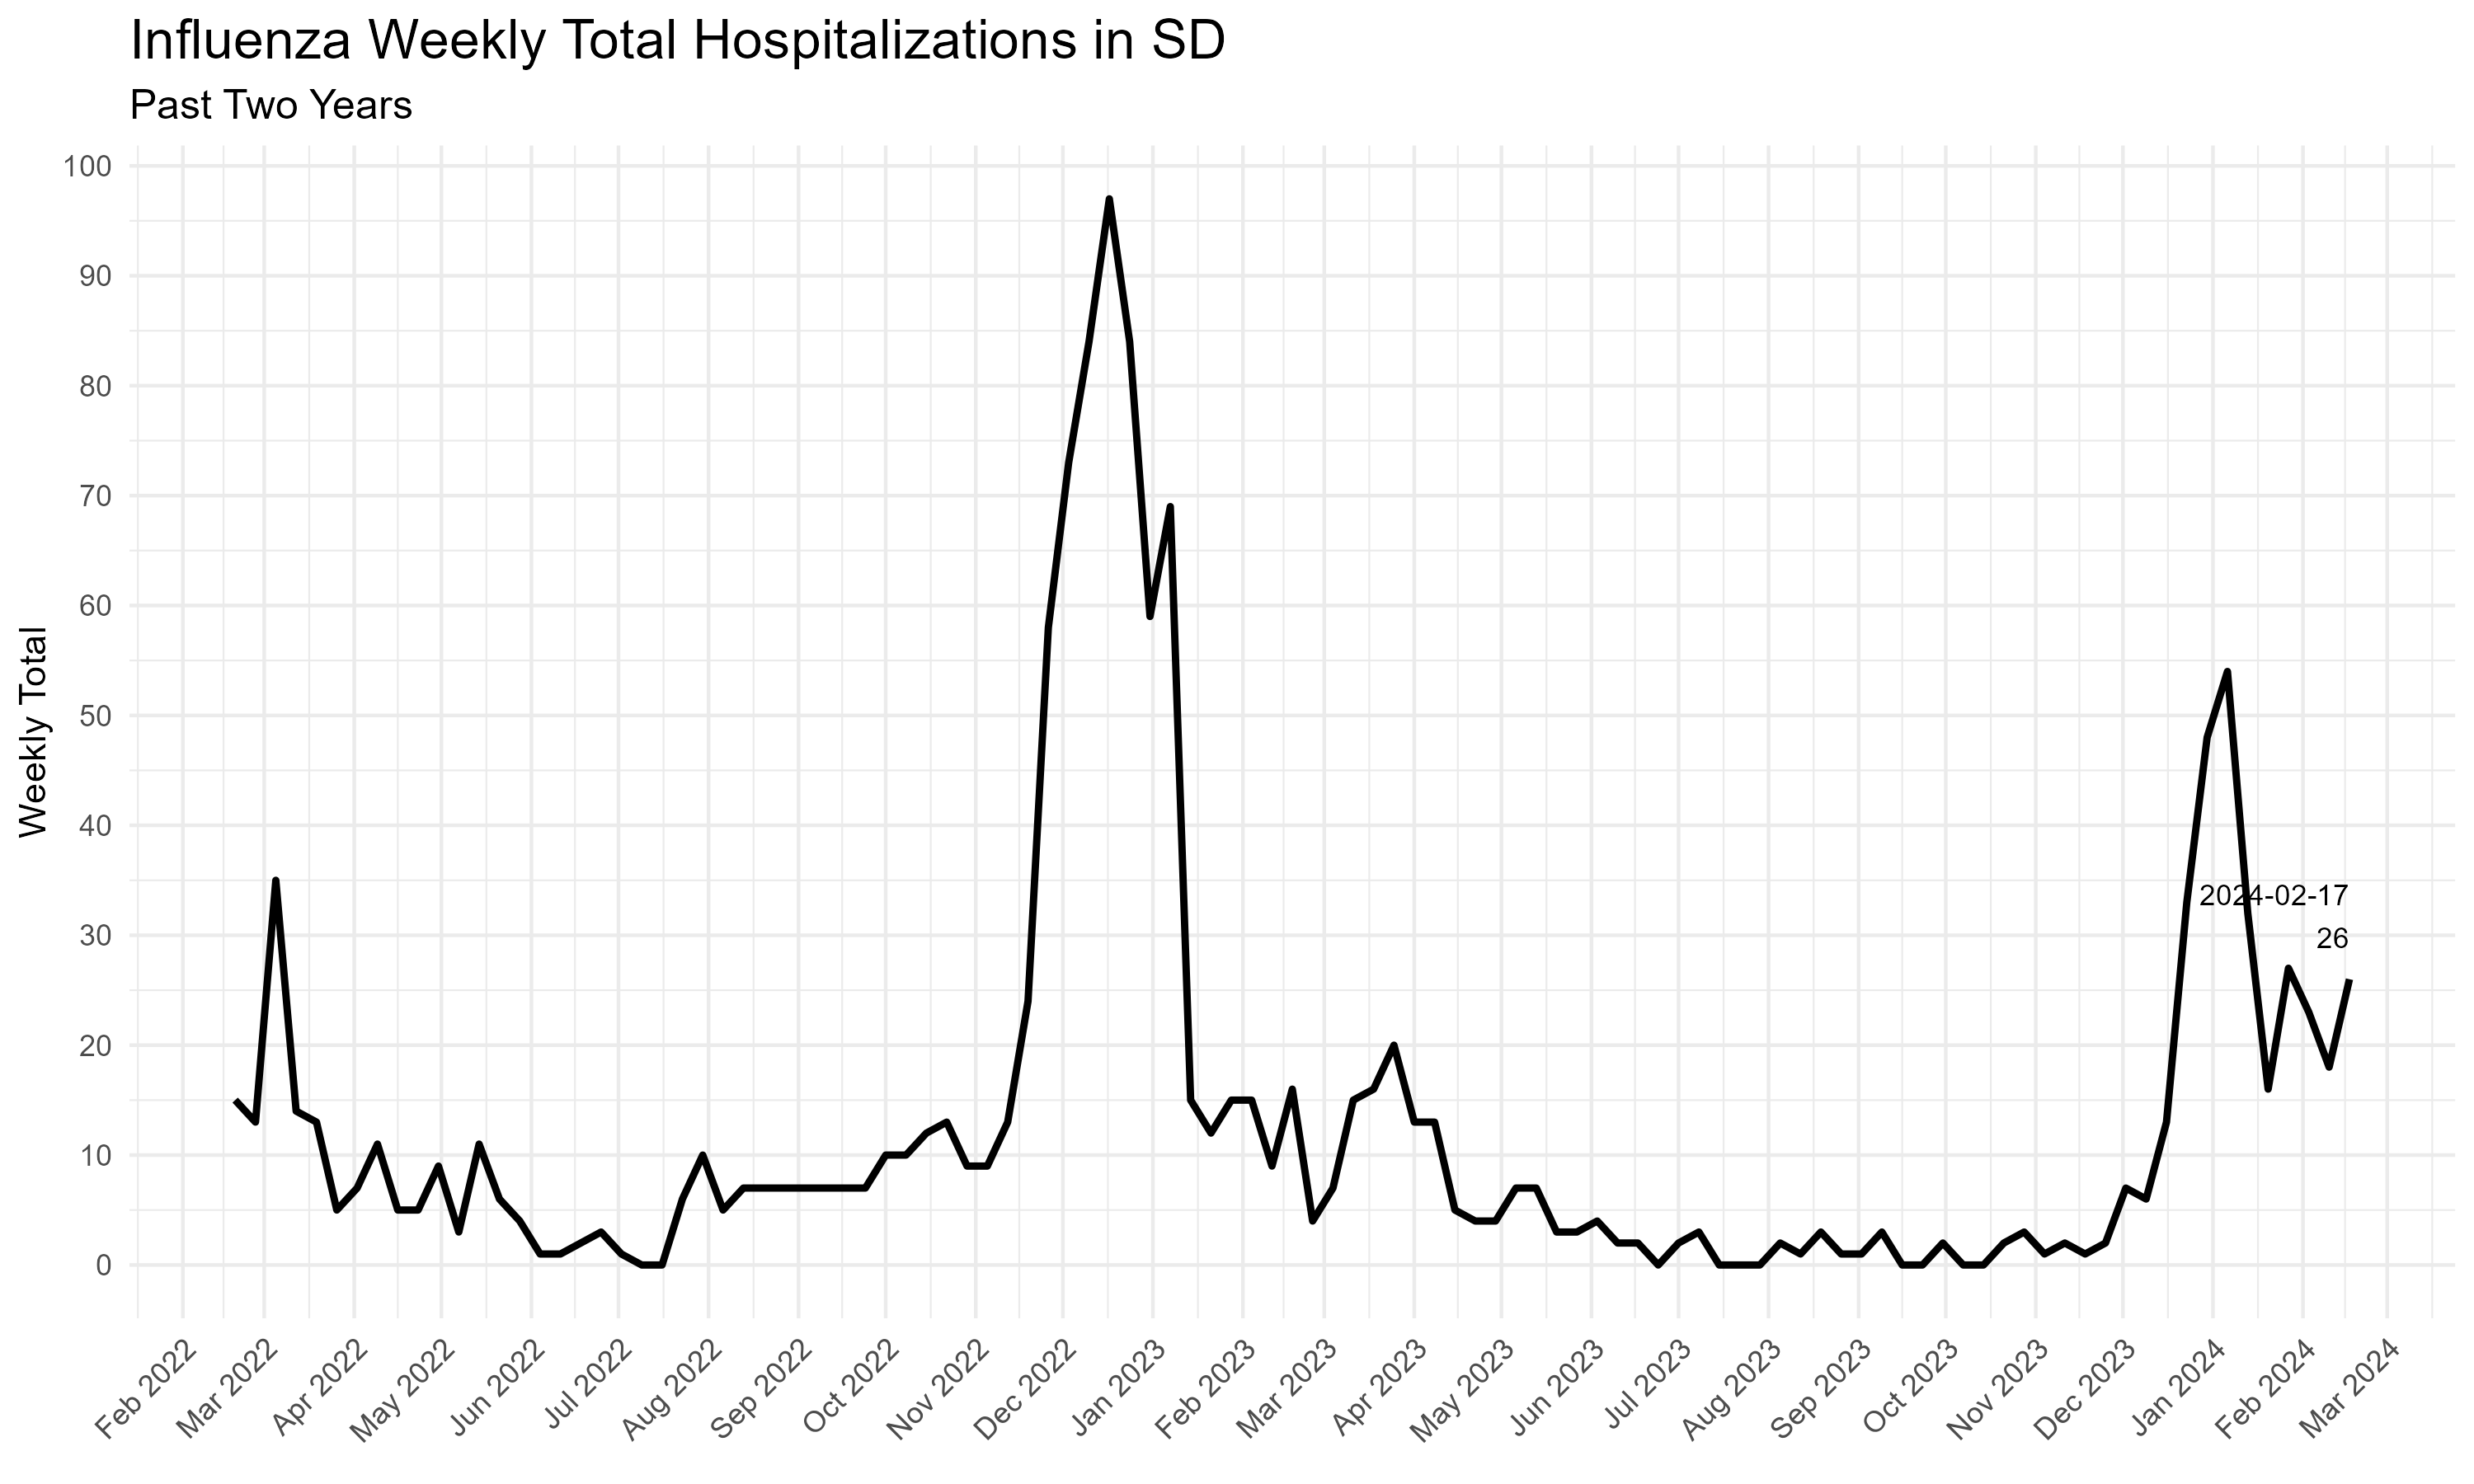 Influenza Weekly Total Hospitalizations in SD
Past Two Years
Weekly Total
100
90
80
70
60
50
40
30
20
10
0
2024-02-17
26
Feb 2022
Mar 2022
Apr 2022
May 2022
Jun 2022
Jul 2022
Aug 2022
Sep 2022
Oct 2022
Nov 2022
Dec 2022
Jan 2023
Feb 2023
Mar 2023
Apr 2023
May 2023
Jun 2023
Jul 2023
Aug 2023
Sep 2023
Oct 2023
Nov 2023
Dec 2023
Jan 2024
Feb 2024
Mar 2024